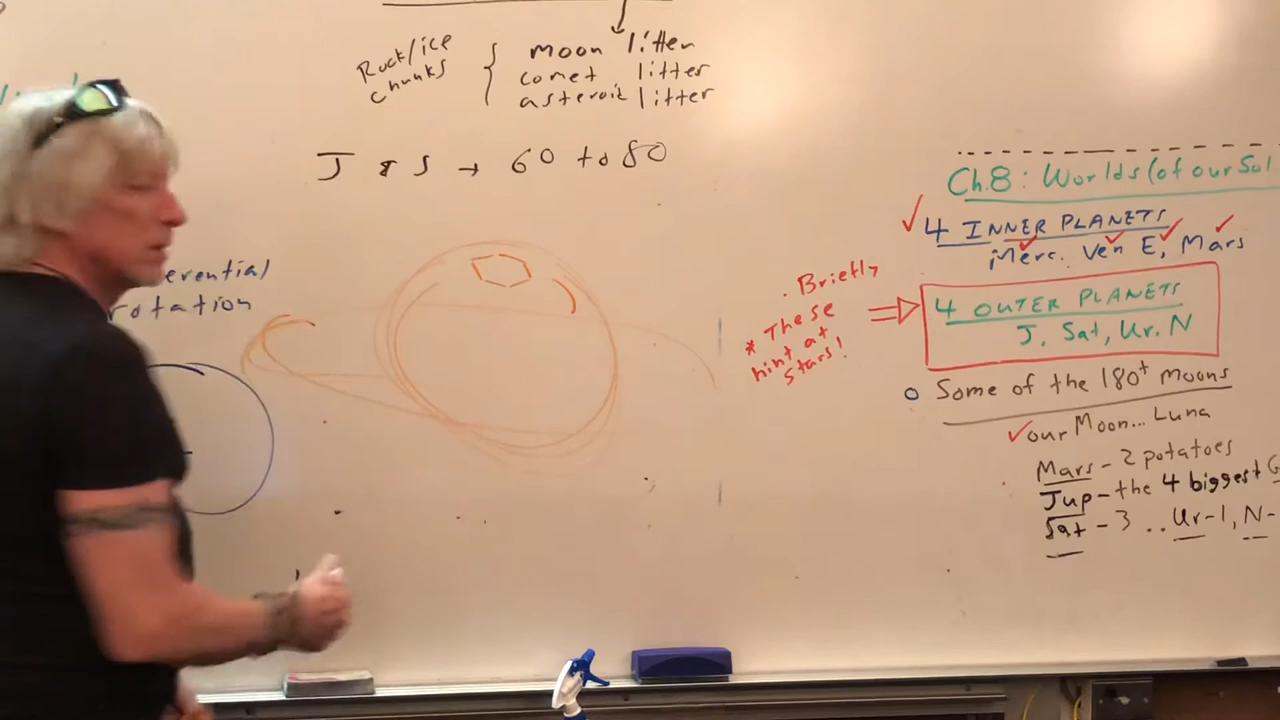 Rock/ice
chunks
moon litter
comet litter
asteroid litter
J & S → 60 to 80
erential
rotation
Ch.8: Worlds (of our Sol
✓ 4 INNER PLANETS
Merc. Ven E, Mars
. Briefly
* These
hint at
stars!
4 OUTER PLANETS
J, Sat, Ur. N
Some of the 180+ moons
✓ our Moon... Luna
Mars - 2 potatoes
Jup - the 4 biggest G
Sat - 3 .. Ur-1, N-